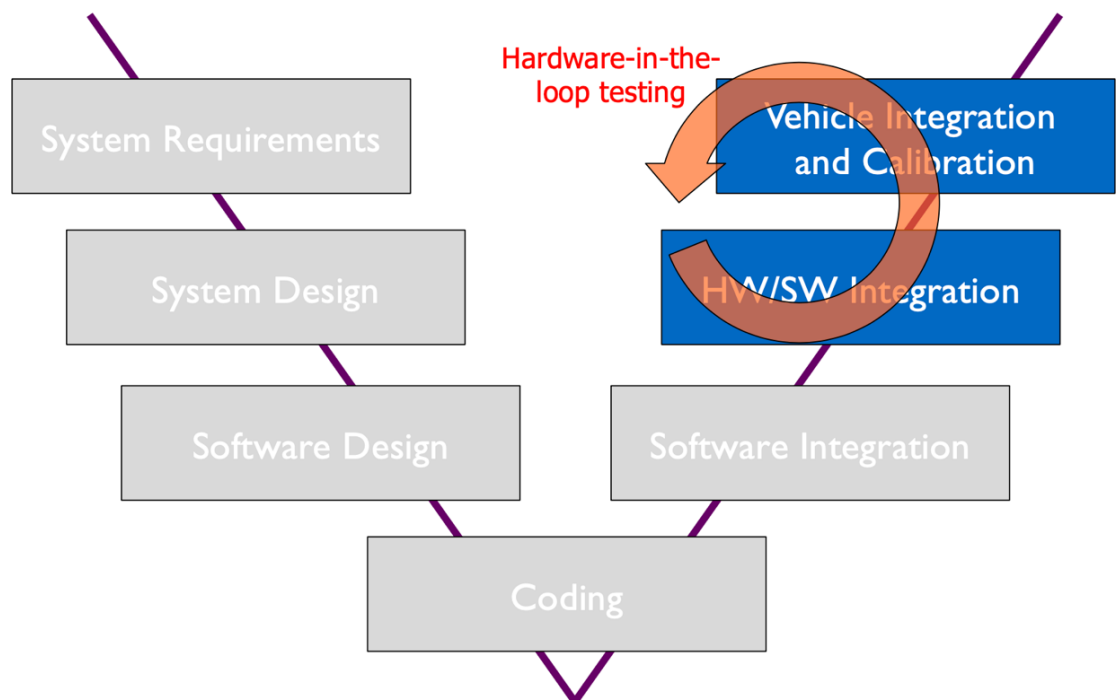 Hardware-in-the-
loop testing
System Requirements
Vehicle Integration
and Calibration
System Design
HW/SW Integration
Software Design
Software Integration
Coding